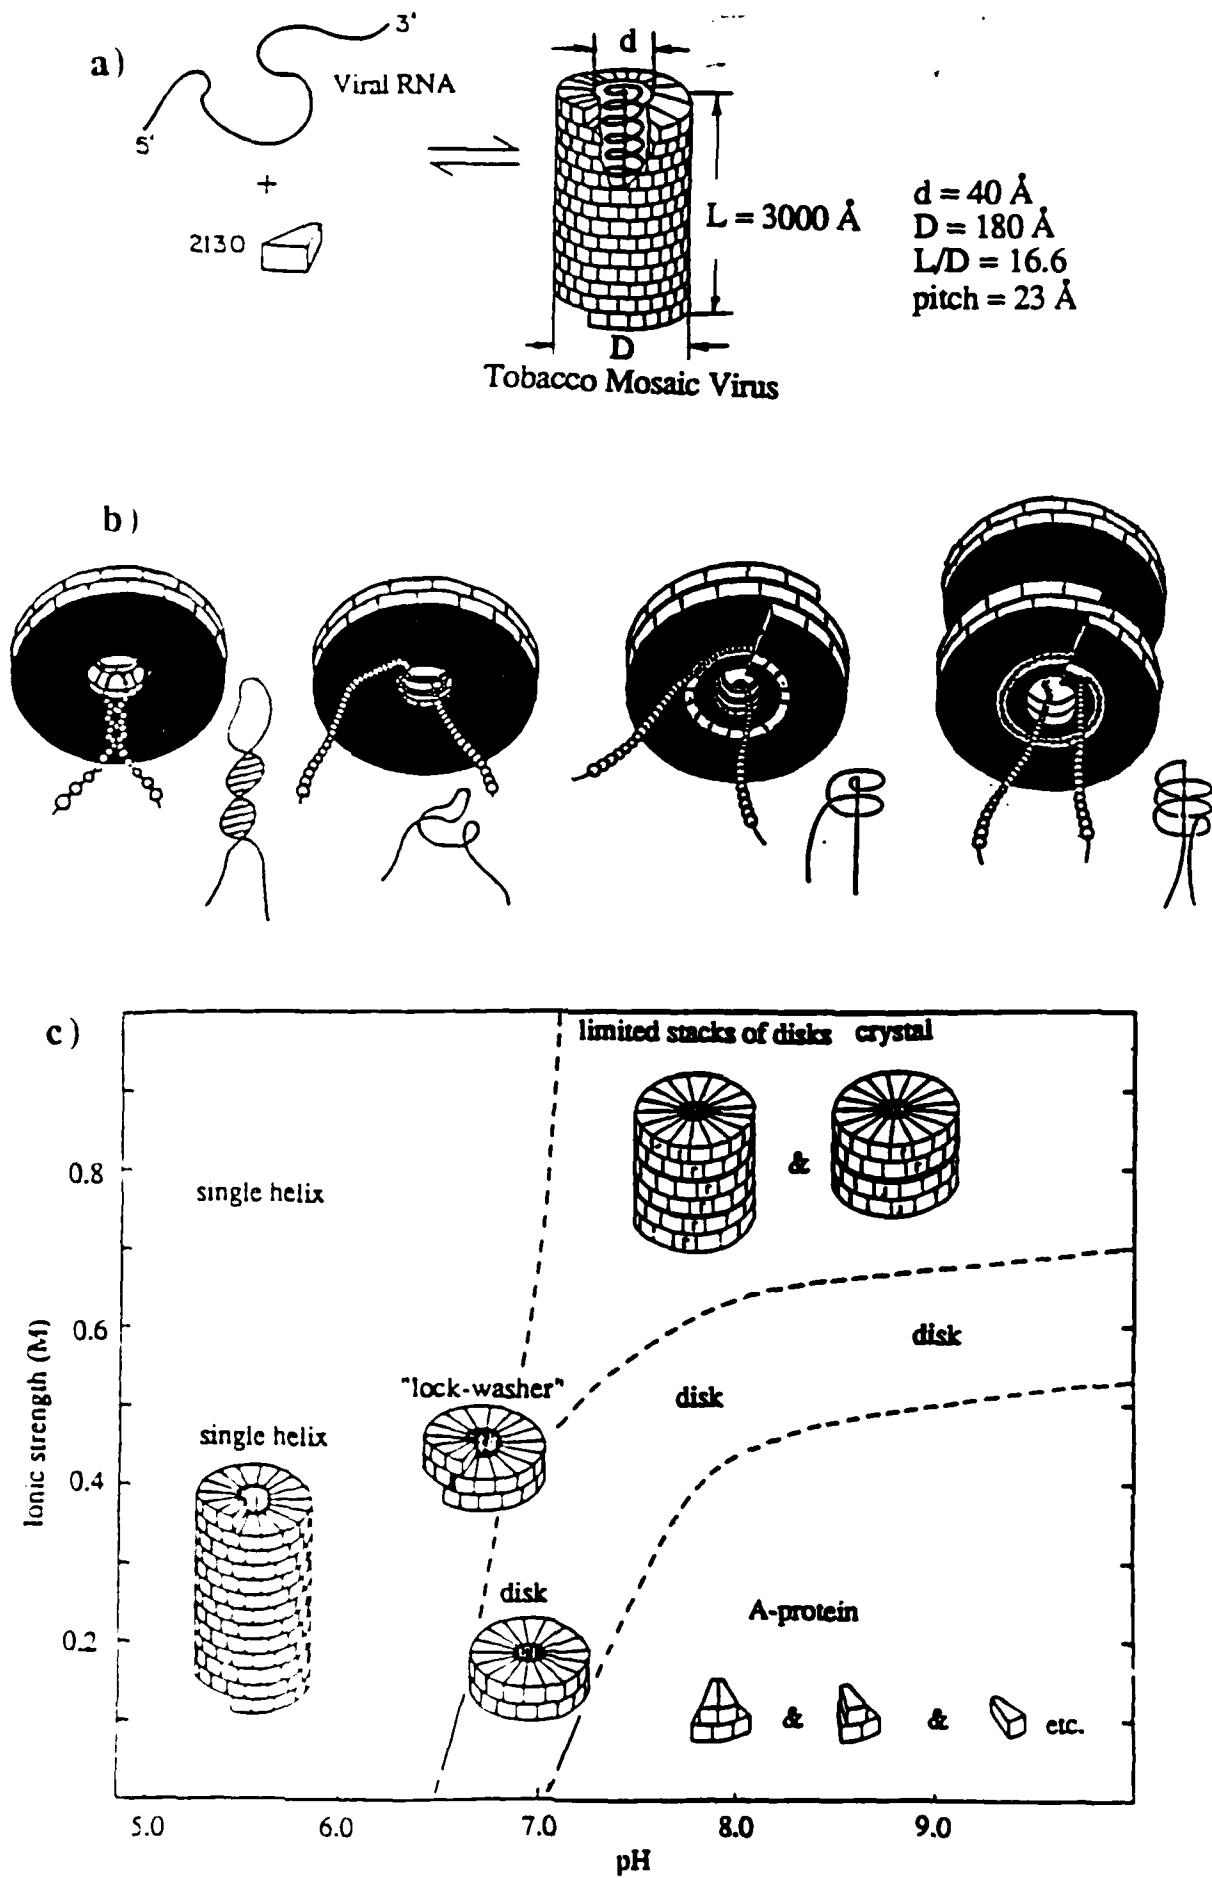 a)
3'
Viral RNA
5'
+
2130
d
L = 3000 Å
D
Tobacco Mosaic Virus
d = 40 Å
D = 180 Å
L/D = 16.6
pitch = 23 Å
b)
c)
limited stacks of disks crystal
&
single helix
disk
disk
"lock-washer"
single helix
disk
A-protein
& & etc.
Ionic strength (M)
0.8
0.6
0.4
0.2
5.0 6.0 7.0 8.0 9.0
pH